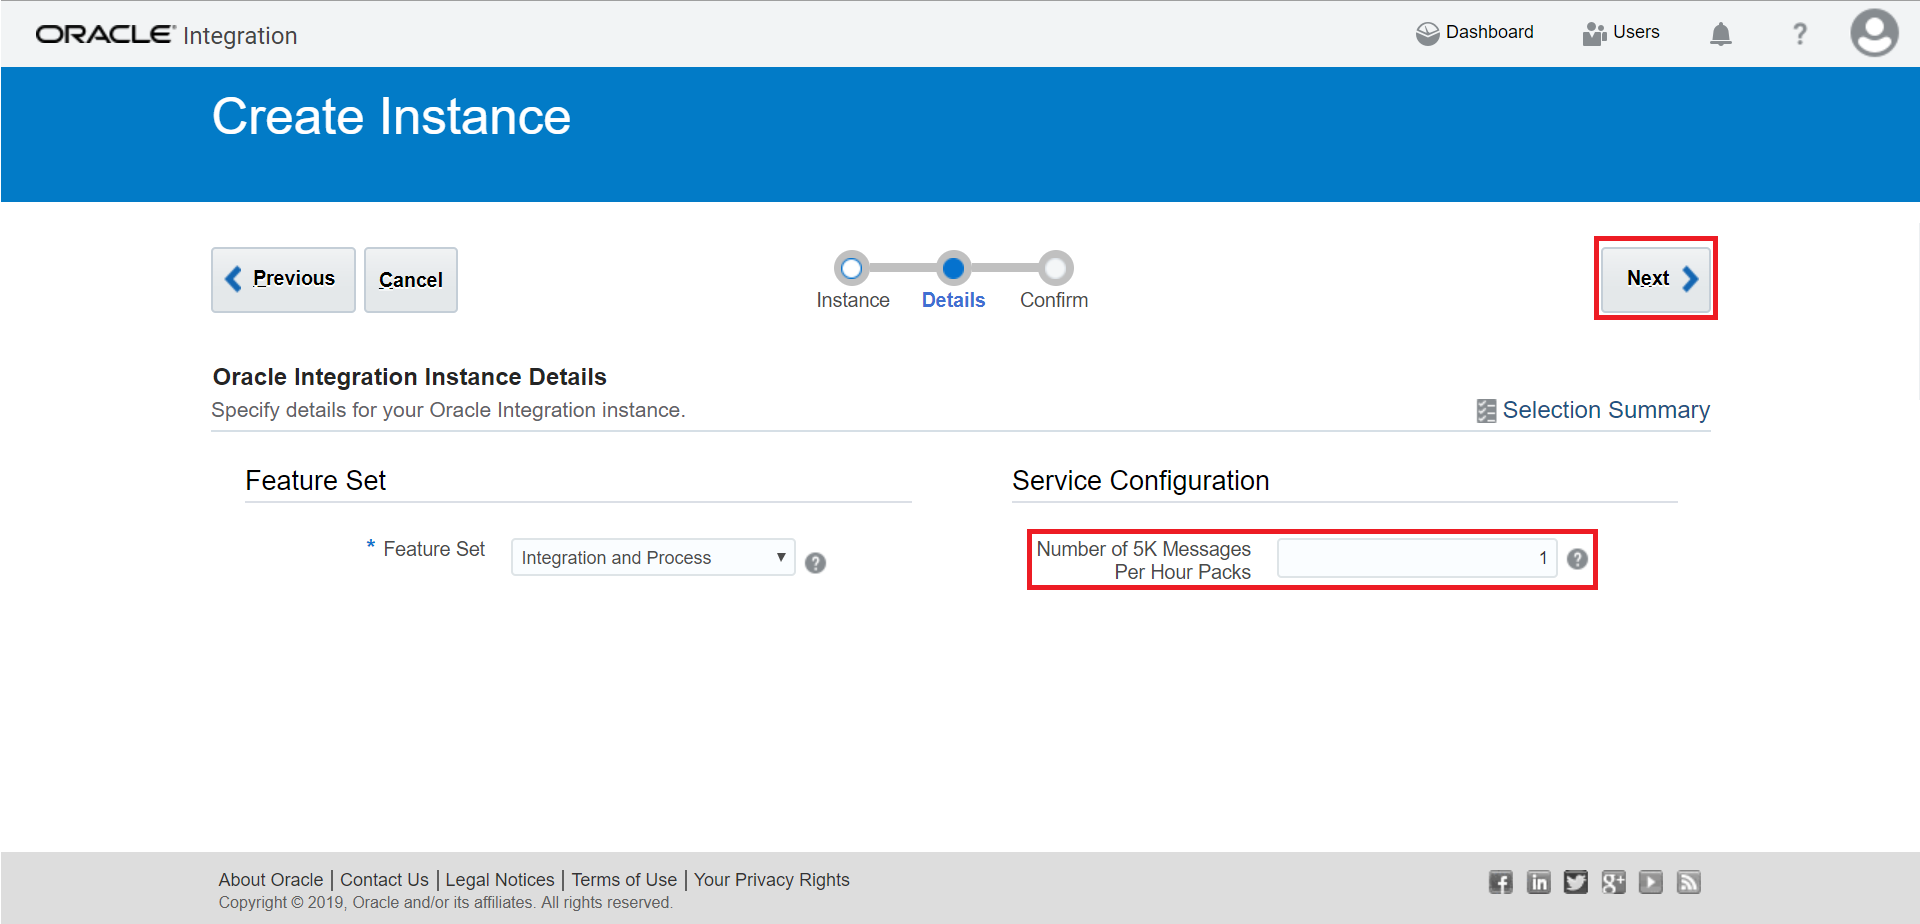 ORACLE Integration
Dashboard
Users
?
Create Instance
Previous
Cancel
Instance
Details
Confirm
Next
Oracle Integration Instance Details
Specify details for your Oracle Integration instance.
Selection Summary
Feature Set
* Feature Set
Integration and Process
?
Service Configuration
Number of 5K Messages
Per Hour Packs
1
?
About Oracle | Contact Us | Legal Notices | Terms of Use | Your Privacy Rights
Copyright © 2019, Oracle and/or its affiliates. All rights reserved.